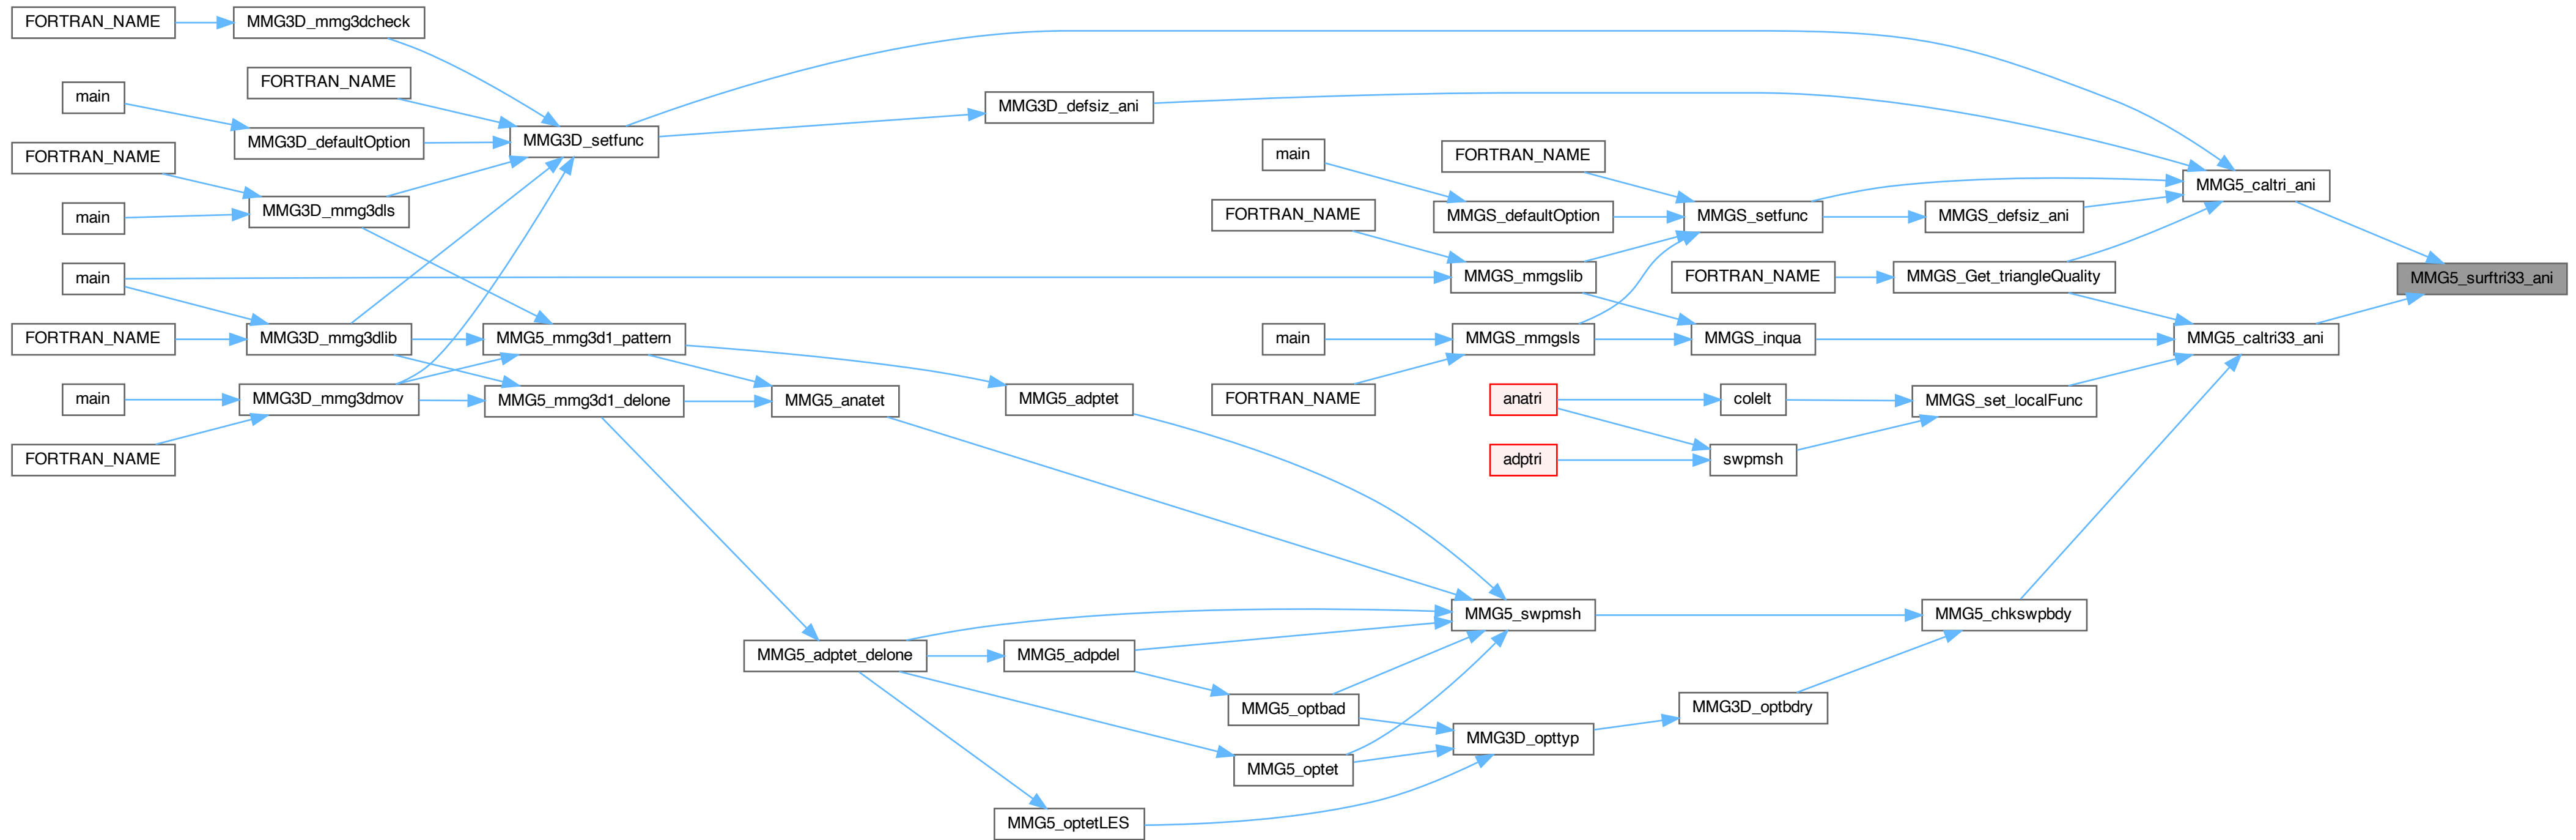 FORTRAN_NAME
MMG3D_mmg3dcheck
FORTRAN_NAME
main
MMG3D_defsiz_ani
MMG3D_defaultOption
MMG3D_setfunc
FORTRAN_NAME
main
FORTRAN_NAME
MMG5_caltri_ani
MMG3D_mmg3dls
main
FORTRAN_NAME
MMGS_defaultOption
MMGS_setfunc
MMGS_defsiz_ani
main
MMGS_mmgslib
FORTRAN_NAME
MMGS_Get_triangleQuality
MMG5_surftri33_ani
FORTRAN_NAME
MMG3D_mmg3dlib
MMG5_mmg3d1_pattern
main
MMGS_mmgsls
MMGS_inqua
MMG5_caltri33_ani
main
MMG3D_mmg3dmov
MMG5_mmg3d1_delone
MMG5_anatet
MMG5_adptet
FORTRAN_NAME
anatri
colelt
MMGS_set_localFunc
FORTRAN_NAME
adptri
swpmsh
MMG5_swpmsh
MMG5_chkswpbdy
MMG5_adptet_delone
MMG5_adpdel
MMG5_optbad
MMG3D_optbdry
MMG3D_opttyp
MMG5_optet
MMG5_optetLES